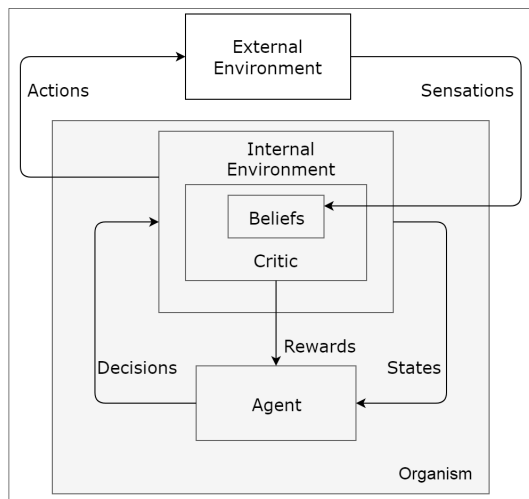 External
Environment
Actions
Sensations
Internal
Environment
Beliefs
Critic
Rewards
Decisions
States
Agent
Organism